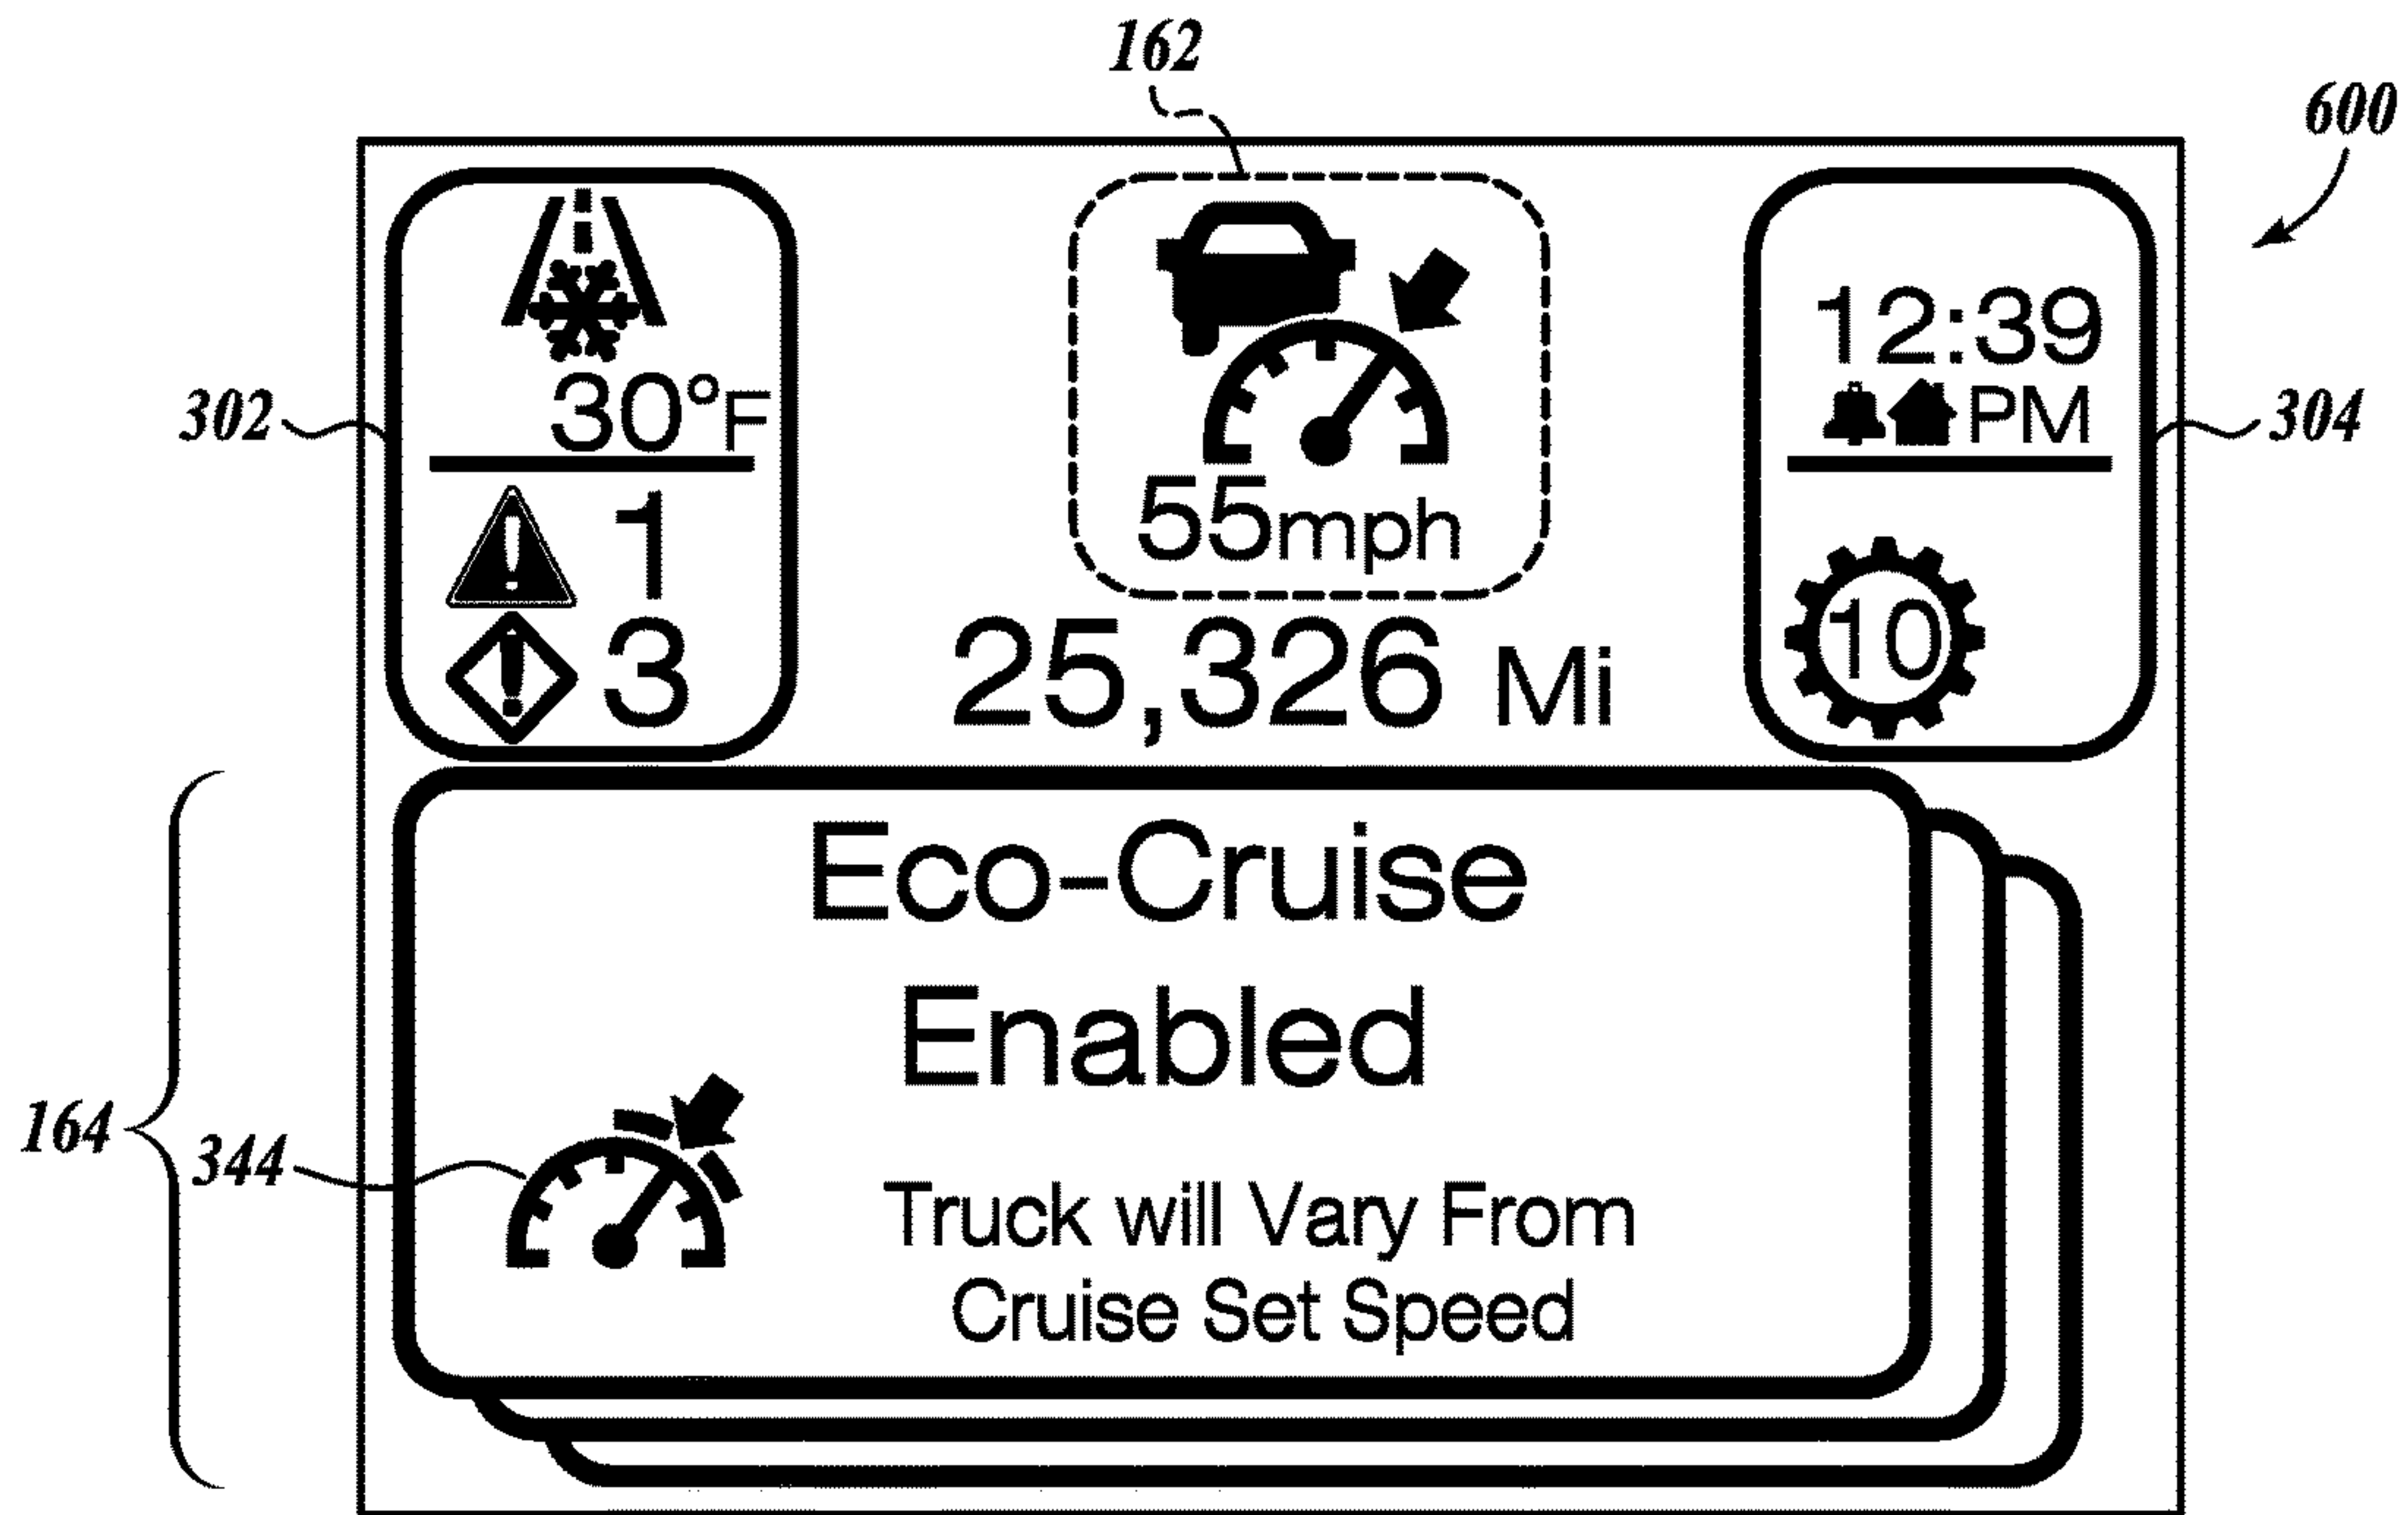 162
600
30°F
12:39
PM
302
304
1
55mph
3
10
25,326 Mi
Eco-Cruise
Enabled
164
344
Truck will Vary From
Cruise Set Speed